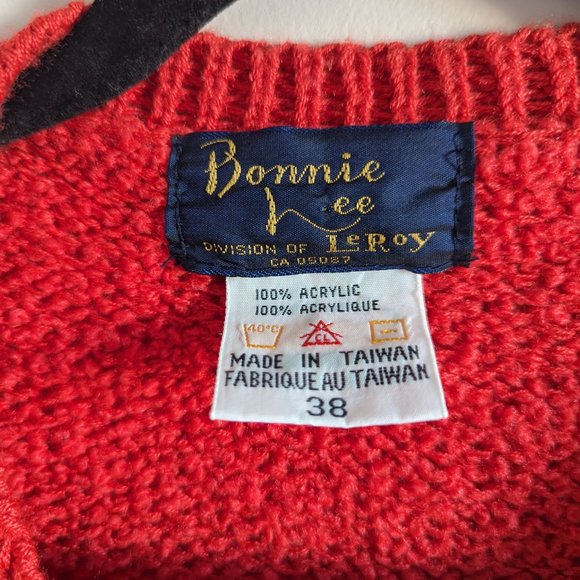 Bonnie
Lee
DIVISION OF LeRoy
CA 05087
100% ACRYLIC
100% ACRYLIQUE
40°C CL
MADE IN TAIWAN
FABRIQUE AU TAIWAN
38